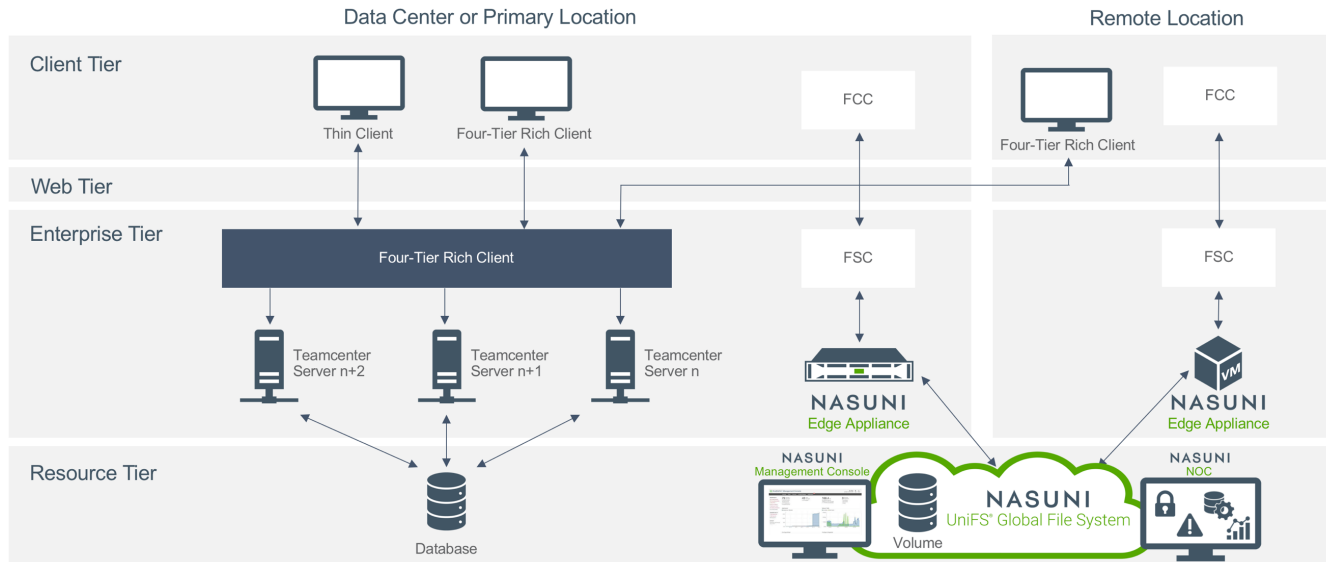 Data Center or Primary Location
Remote Location
Client Tier
Thin Client
Four-Tier Rich Client
FCC
Four-Tier Rich Client
FCC
Web Tier
Enterprise Tier
Four-Tier Rich Client
FSC
FSC
Teamcenter
Server n+2
Teamcenter
Server n+1
Teamcenter
Server n
NASUNI
Edge Appliance
VM
NASUNI
Edge Appliance
Resource Tier
Database
NASUNI
Management Console
Volume
NASUNI
UniFS® Global File System
NASUNI
NOC